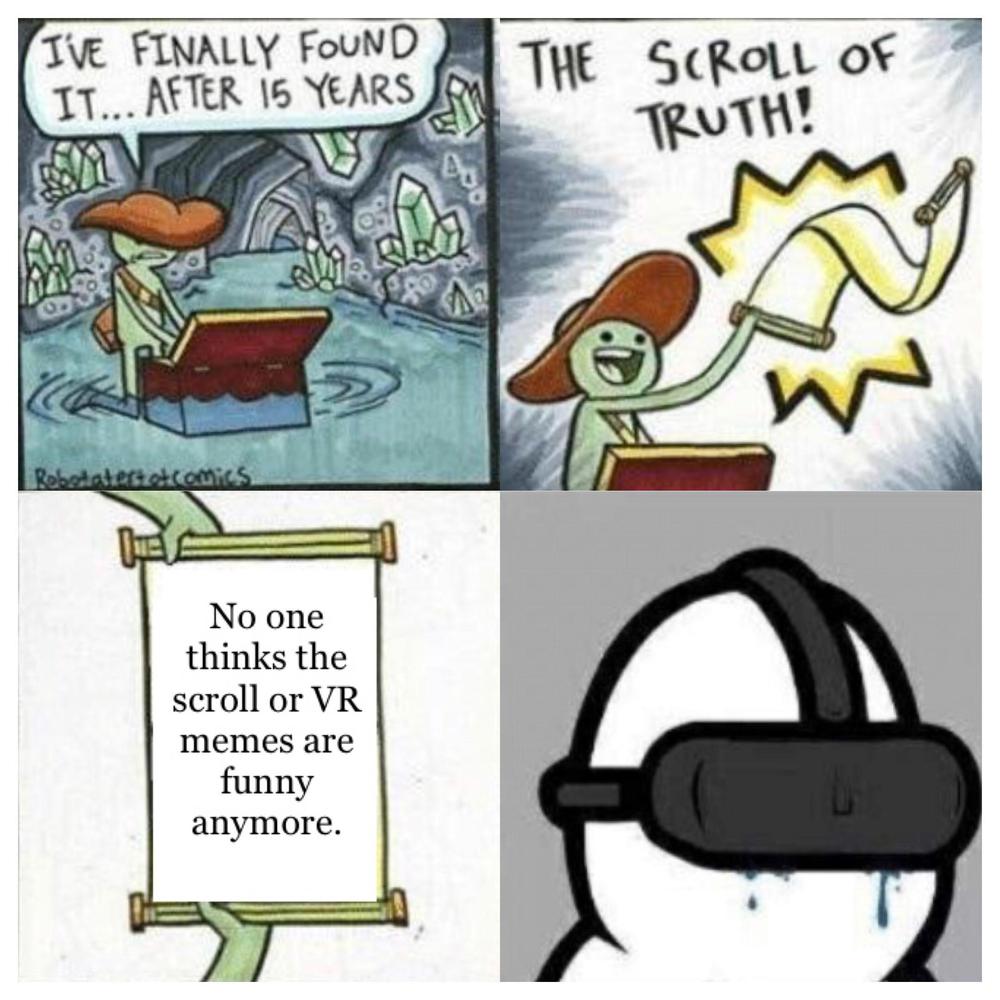 I'VE FINALLY FOUND
IT... AFTER 15 YEARS
THE SCROLL OF
TRUTH!
Robotatertotcomics
No one
thinks the
scroll or VR
memes are
funny
anymore.